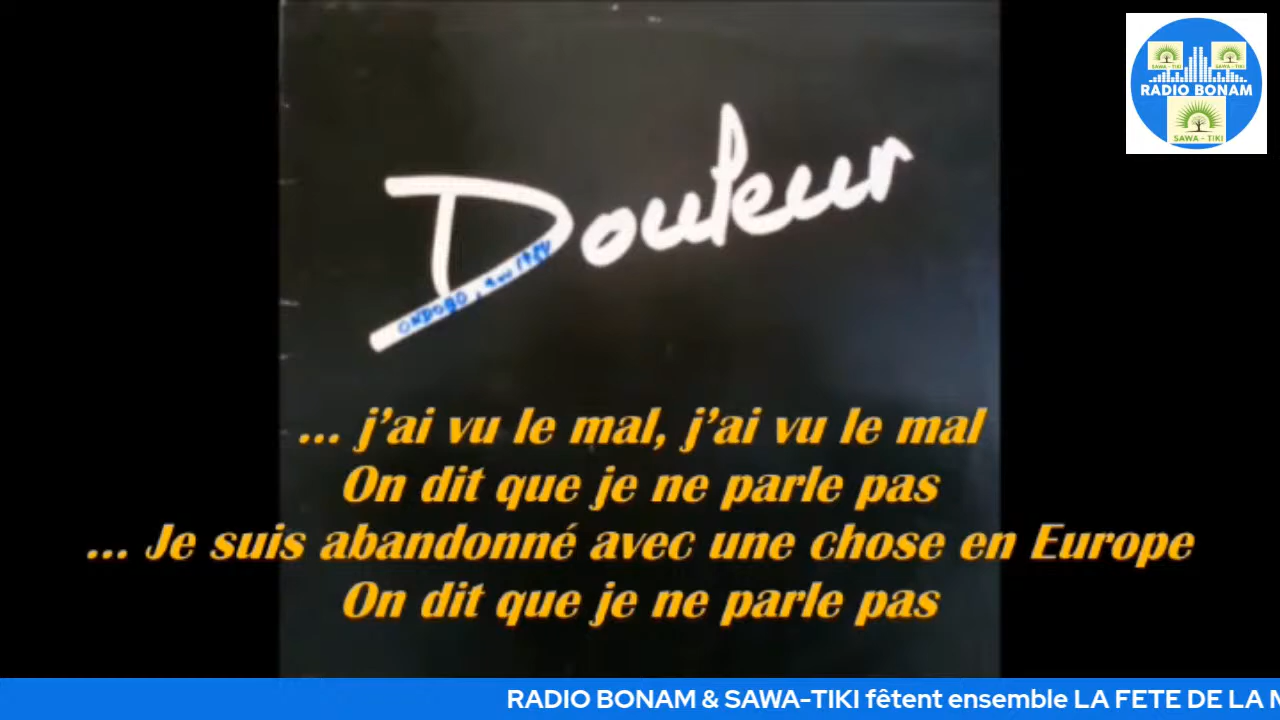 SAWA - TIKI
SAWA - TIKI
RADIO BONAM
SAWA - TIKI
Douleur
... j’ai vu le mal, j’ai vu le mal
On dit que je ne parle pas
... Je suis abandonné avec une chose en Europe
On dit que je ne parle pas
RADIO BONAM & SAWA-TIKI fêtent ensemble LA FETE DE LA M